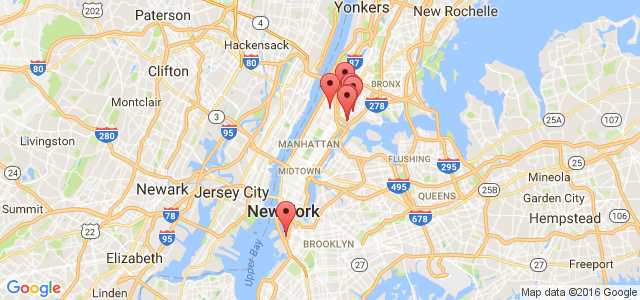 202
Paterson
4
Yonkers
New Rochelle
Hackensack
87
80
Clifton
80
BRONX
Montclair
278
3
95
25A
107
Livingston
280
MANHATTAN
FLUSHING
295
24
MIDTOWN
Mineola
Newark
Jersey City
495
QUEENS
25B
Garden City
Summit
78
New York
678
Hempstead
22
95
BROOKLYN
Elizabeth
Upper Bay
27
27
Freeport
Google
Linden
Map data ©2016 Google